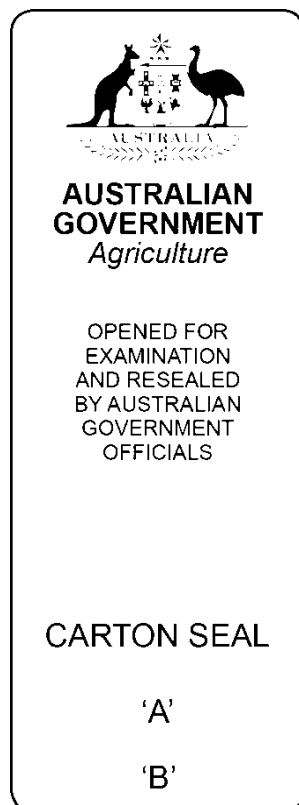 AUSTRALIA
AUSTRALIAN
GOVERNMENT
Agriculture
OPENED FOR
EXAMINATION
AND RESEALED
BY AUSTRALIAN
GOVERNMENT
OFFICIALS
CARTON SEAL
‘A’
‘B’